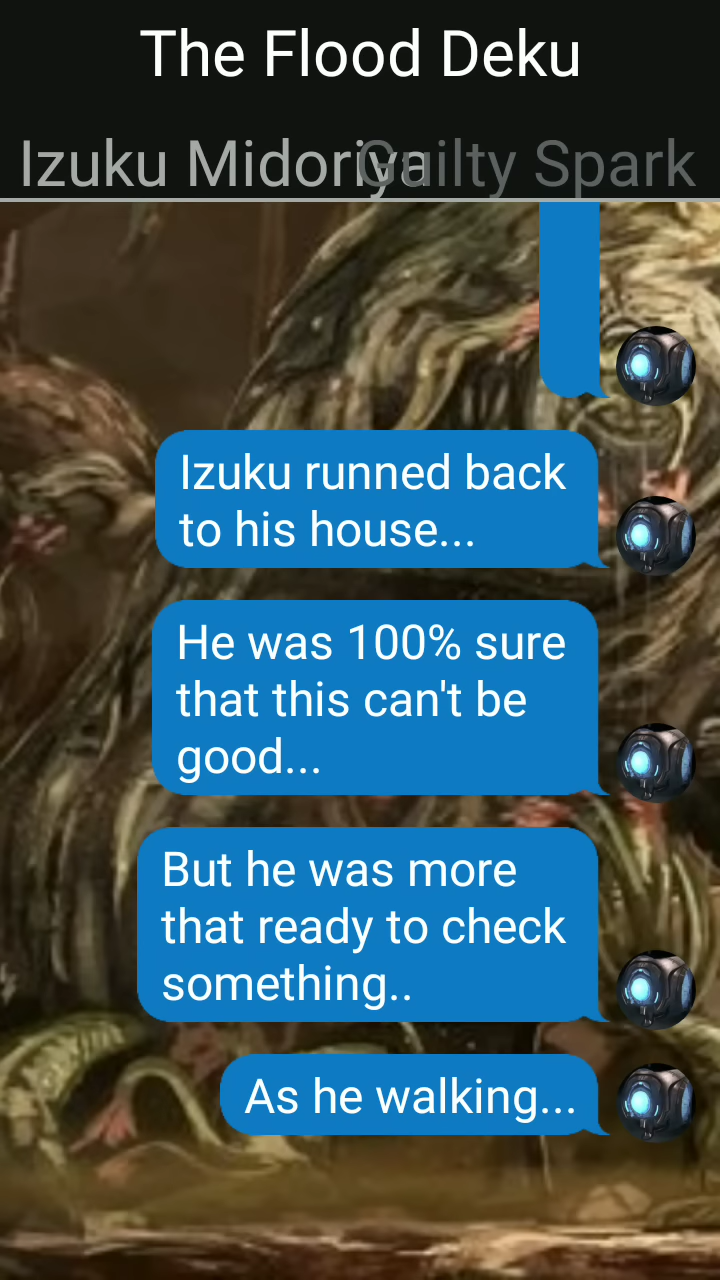 The Flood Deku
Izuku Midoriya
Guilty Spark
Izuku runned back
to his house...
He was 100% sure
that this can't be
good...
But he was more
that ready to check
something..
As he walking...